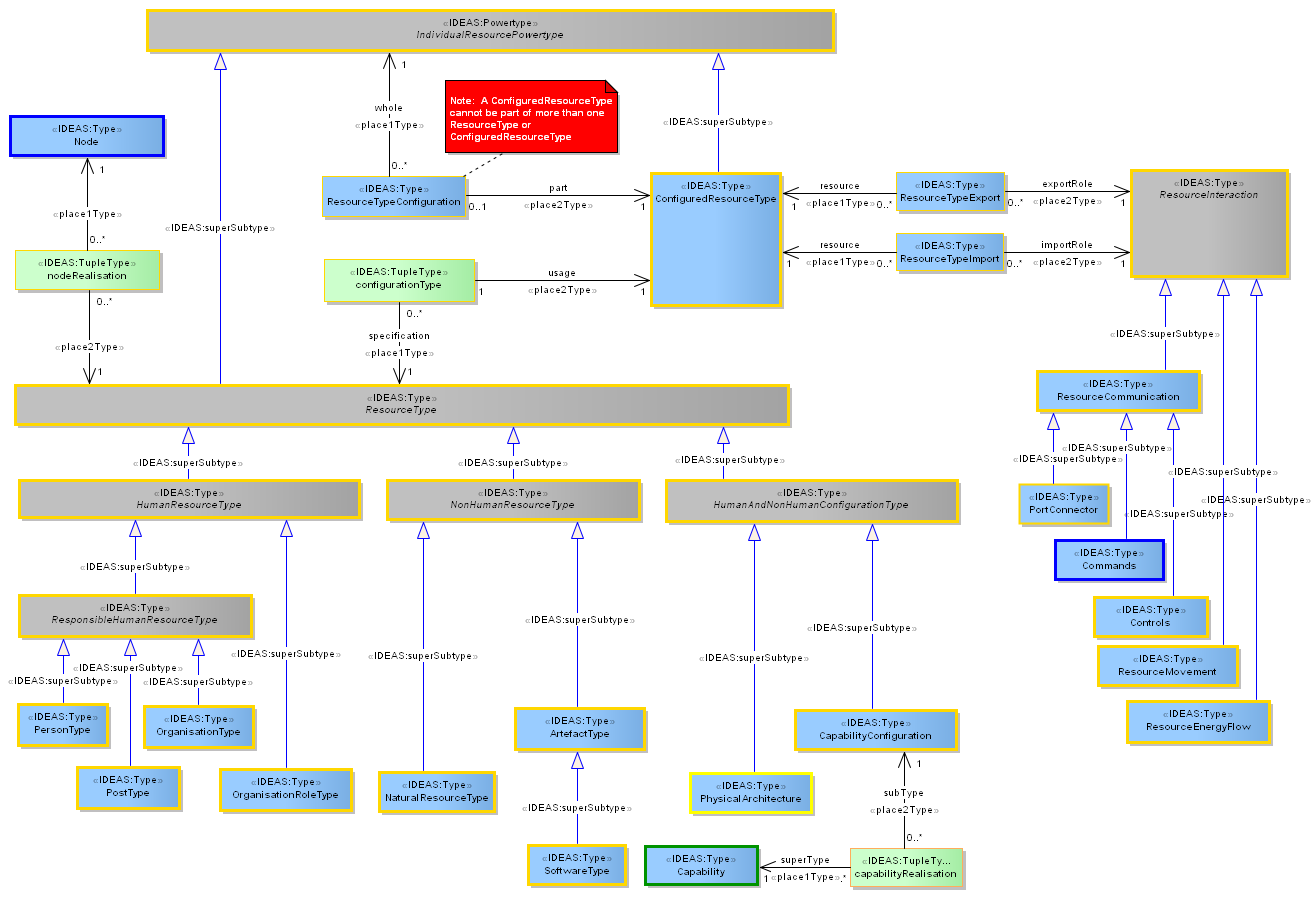 «IDEAS:Powertype»
IndividualResourcePowertype
1
whole
«place1Type»
0..*
Note: A ConfiguredResourceType
cannot be part of more than one
ResourceType or
ConfiguredResourceType
«IDEAS:superSubtype»
«IDEAS:Type»
Node
1
«place1Type»
0..*
«IDEAS:TupleType»
nodeRealisation
0..*
«place2Type»
1
«IDEAS:superSubtype»
«IDEAS:Type»
ResourceTypeConfiguration
0..1
part
«place2Type»
1
«IDEAS:Type»
ConfiguredResourceType
resource
1
«place1Type»
0..*
«IDEAS:Type»
ResourceTypeExport
exportRole
0..*
«place2Type»
1
«IDEAS:Type»
ResourceInteraction
resource
1
«place1Type»
0..*
«IDEAS:Type»
ResourceTypeImport
importRole
0..*
«place2Type»
1
«IDEAS:TupleType»
configurationType
1
usage
«place2Type»
1
0..*
specification
«place1Type»
1
«IDEAS:Type»
ResourceType
«IDEAS:superSubtype»
«IDEAS:superSubtype»
«IDEAS:superSubtype»
«IDEAS:Type»
HumanResourceType
«IDEAS:Type»
NonHumanResourceType
«IDEAS:Type»
HumanAndNonHumanConfigurationType
«IDEAS:superSubtype»
«IDEAS:Type»
ResponsibleHumanResourceType
«IDEAS:superSubtype»
«IDEAS:superSubtype»
«IDEAS:superSubtype»
«IDEAS:superSubtype»
«IDEAS:Type»
PersonType
«IDEAS:Type»
OrganisationType
«IDEAS:Type»
PostType
«IDEAS:Type»
OrganisationRoleType
«IDEAS:superSubtype»
«IDEAS:superSubtype»
«IDEAS:Type»
NaturalResourceType
«IDEAS:Type»
ArtefactType
«IDEAS:superSubtype»
«IDEAS:Type»
SoftwareType
«IDEAS:superSubtype»
«IDEAS:superSubtype»
«IDEAS:Type»
PhysicalArchitecture
«IDEAS:Type»
CapabilityConfiguration
1
subType
«place2Type»
0..*
«IDEAS:Type»
Capability
superType
1
«place1Type»
.*
«IDEAS:TupleTy...
capabilityRealisation
«IDEAS:superSubtype»
«IDEAS:Type»
ResourceCommunication
«IDEAS:superSubtype»
«IDEAS:superSubtype»
«IDEAS:superSubtype»
«IDEAS:superSubtype»
«IDEAS:superSubtype»
«IDEAS:Type»
PortConnector
«IDEAS:Type»
Commands
«IDEAS:Type»
Controls
«IDEAS:Type»
ResourceMovement
«IDEAS:Type»
ResourceEnergyFlow